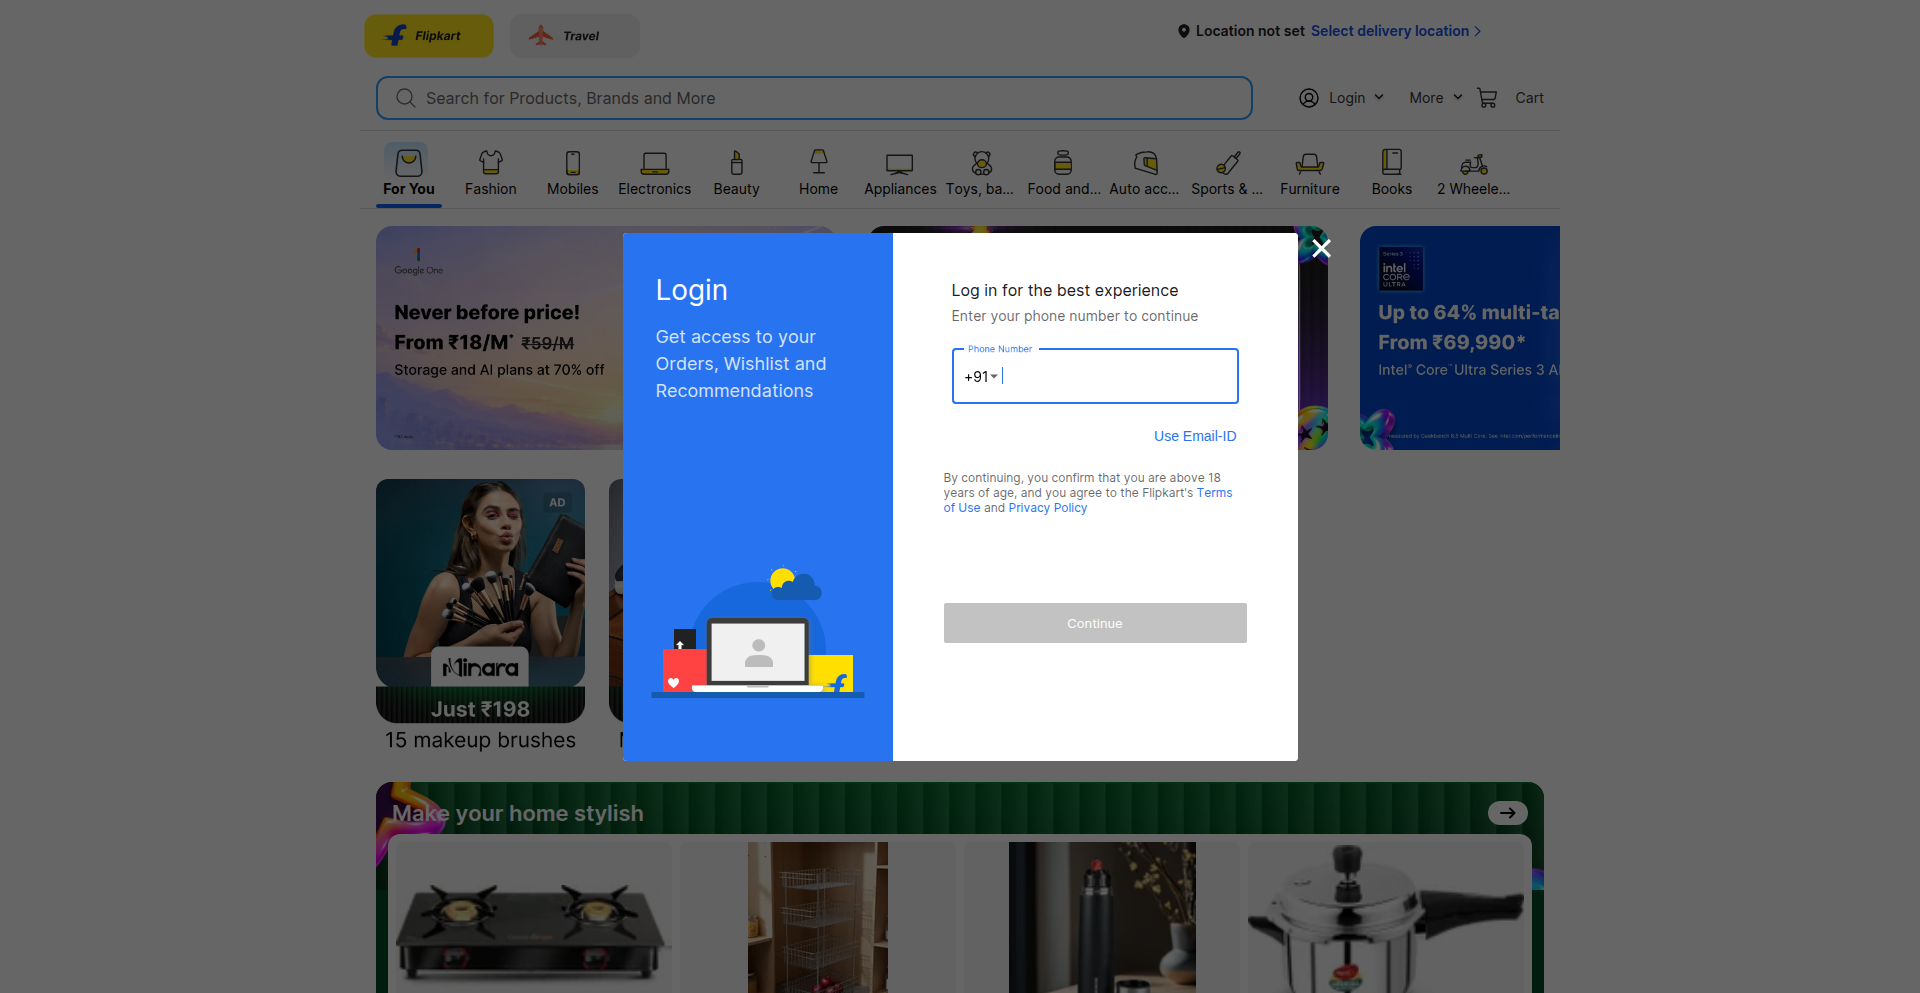 Flipkart
Travel
Location not set Select delivery location
Search for Products, Brands and More
Login
More
Cart
For You
Fashion
Mobiles
Electronics
Beauty
Home
Appliances
Toys, ba...
Food and...
Auto acc...
Sports & ...
Furniture
Books
2 Wheele...
Google One
Never before price!
From ₹18/M* ₹59/M
Storage and AI plans at 70% off
Series 3
intel
CORE
ULTRA
Up to 64% multi-ta
From ₹69,990*
Intel® Core™ Ultra Series 3 A
Login
Get access to your
Orders, Wishlist and
Recommendations
Log in for the best experience
Enter your phone number to continue
Phone Number
+91
Use Email-ID
By continuing, you confirm that you are above 18
years of age, and you agree to the Flipkart's Terms
of Use and Privacy Policy
Continue
AD
Minara
Just ₹198
15 makeup brushes
Make your home stylish